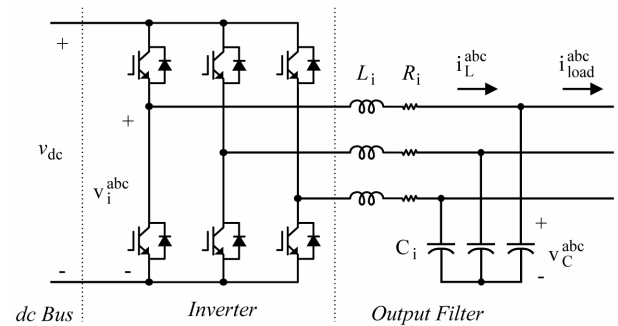 +
v_dc
-
+
v_i^abc
-
L_i
R_i
i_L^abc
i_load^abc
C_i
+
v_C^abc
-
dc Bus
Inverter
Output Filter